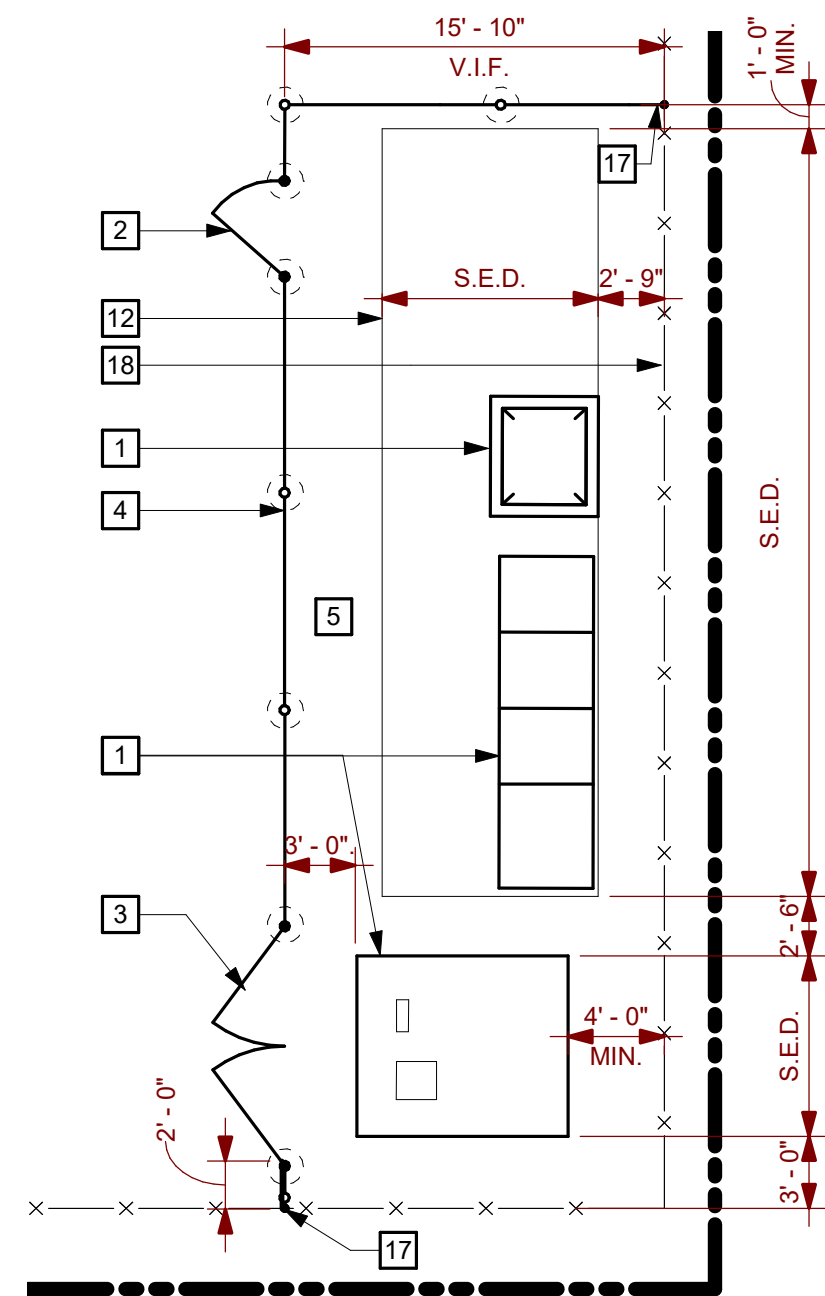 15' - 10"
V.I.F.
1' - 0"
MIN.
17
2
S.E.D.
2' - 9"
12
18
1
4
S.E.D.
5
1
3' - 0".
3
2' - 6"
4' - 0"
MIN.
S.E.D.
2' - 0"
3' - 0"
17